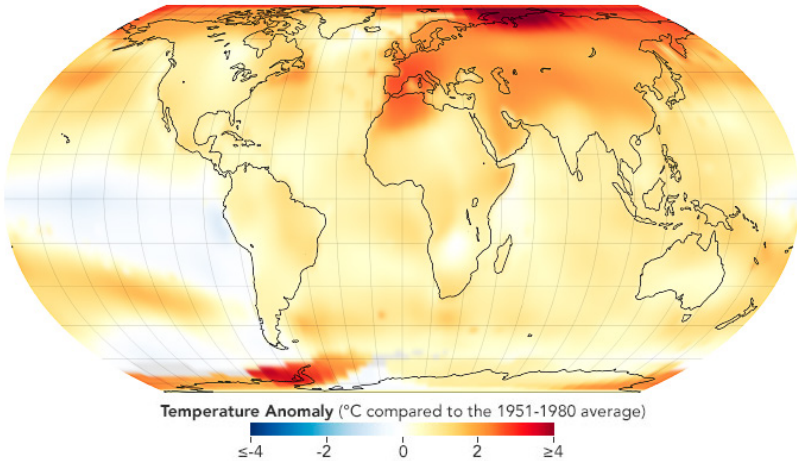 Temperature Anomaly (°C compared to the 1951-1980 average)
≤-4 -2 0 2 ≥4